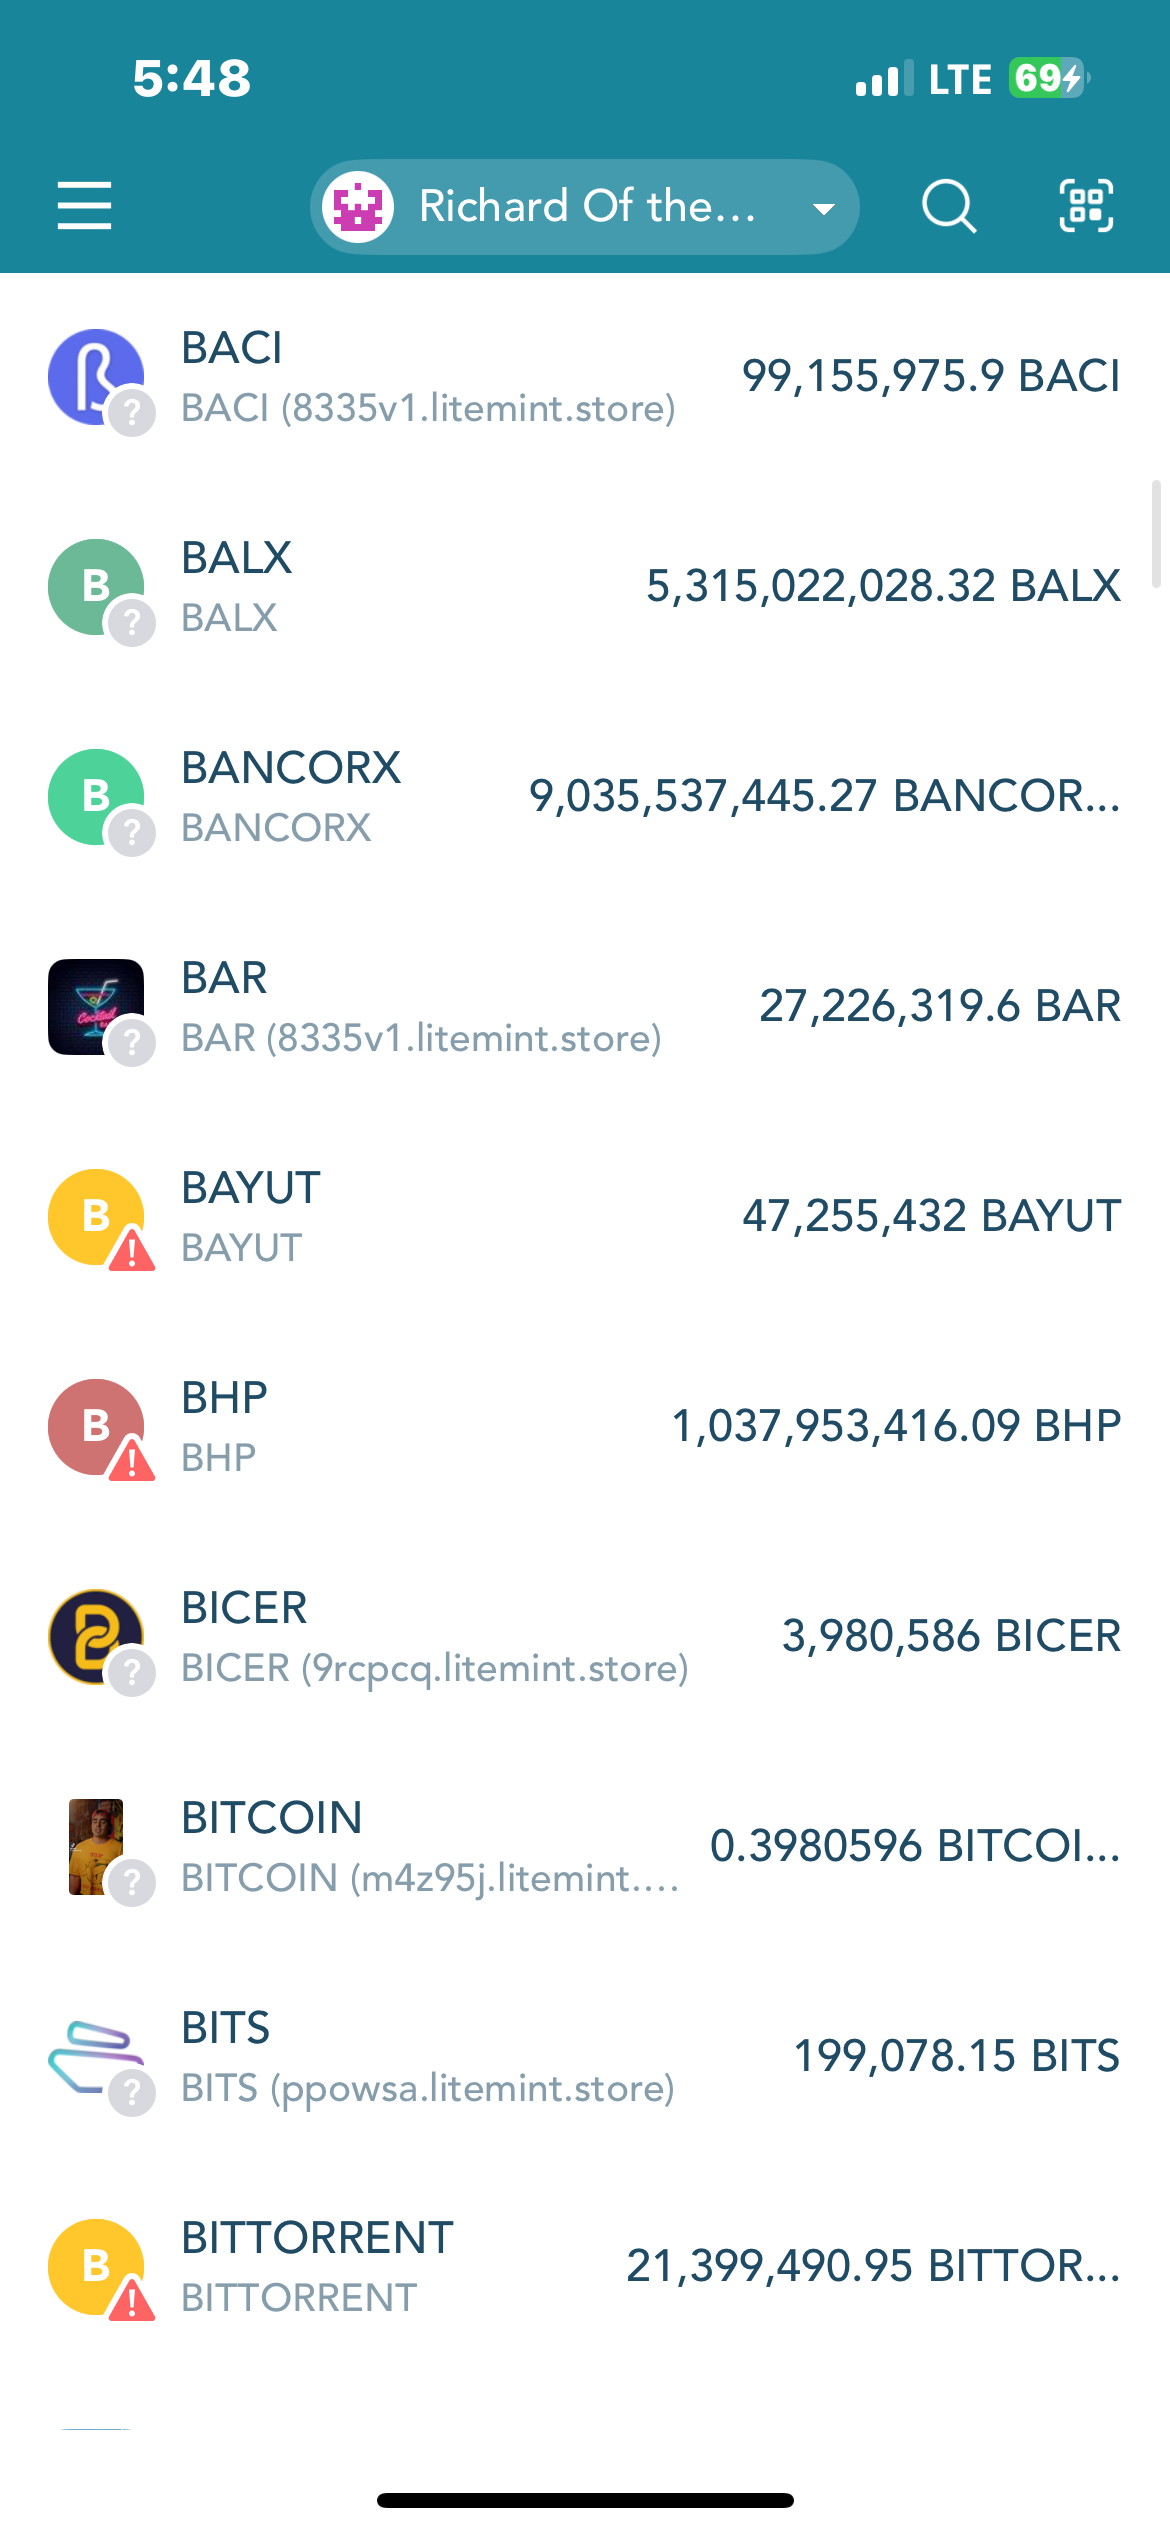 5:48
LTE 69
Richard Of the...
BACI
99,155,975.9 BACI
BACI (8335v1.litemint.store)
B
BALX
5,315,022,028.32 BALX
BALX
B
BANCORX
9,035,537,445.27 BANCOR...
BANCORX
Cocktail
BAR
27,226,319.6 BAR
BAR (8335v1.litemint.store)
B
BAYUT
47,255,432 BAYUT
BAYUT
B
BHP
1,037,953,416.09 BHP
BHP
BICER
3,980,586 BICER
BICER (9rcpcq.litemint.store)
BITCOIN
0.3980596 BITCOI...
BITCOIN (m4z95j.litemint....
BITS
199,078.15 BITS
BITS (ppowsa.litemint.store)
B
BITTORRENT
21,399,490.95 BITTOR...
BITTORRENT